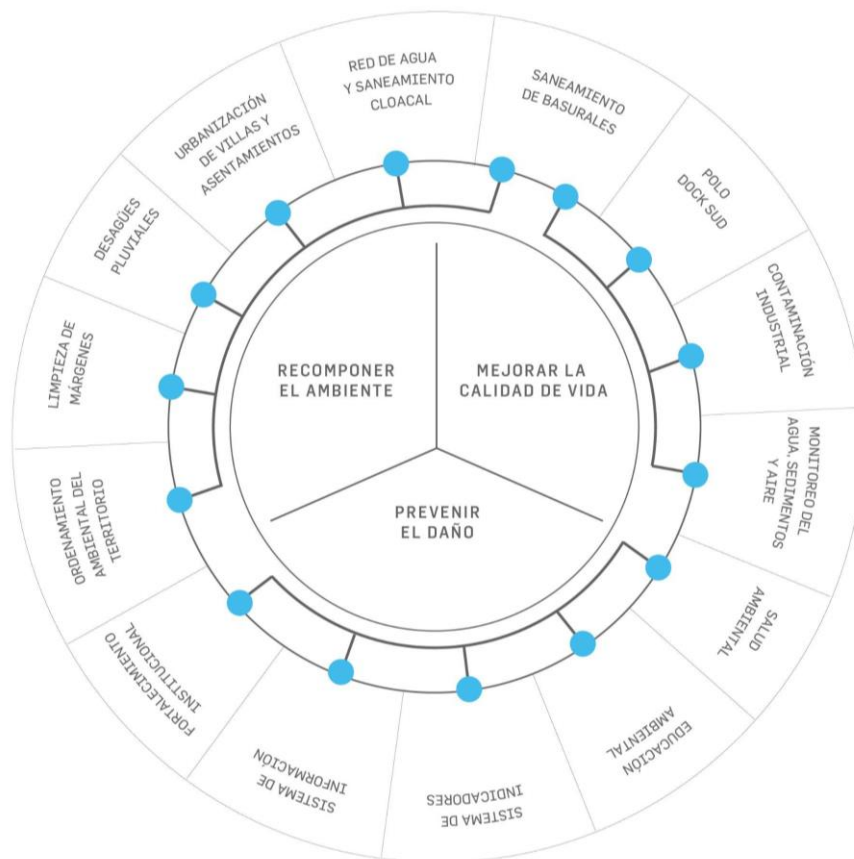 RED DE AGUA
Y SANEAMIENTO
CLOACAL
SANEAMIENTO
DE BASURALES
POLO
DOCK SUD
CONTAMINACIÓN
INDUSTRIAL
MONITOREO DEL
AGUA, SEDIMENTOS
Y AIRE
SALUD
AMBIENTAL
EDUCACIÓN
AMBIENTAL
SISTEMA DE
INDICADORES
SISTEMA DE
INFORMACIÓN
FORTALECIMIENTO
INSTITUCIONAL
ORDENAMIENTO
AMBIENTAL DEL
TERRITORIO
LIMPIEZA DE
MÁRGENES
DESAGÜES
PLUVIALES
URBANIZACIÓN
DE VILLAS Y
ASENTAMIENTOS
RECOMPONER
EL AMBIENTE
MEJORAR LA
CALIDAD DE VIDA
PREVENIR
EL DAÑO